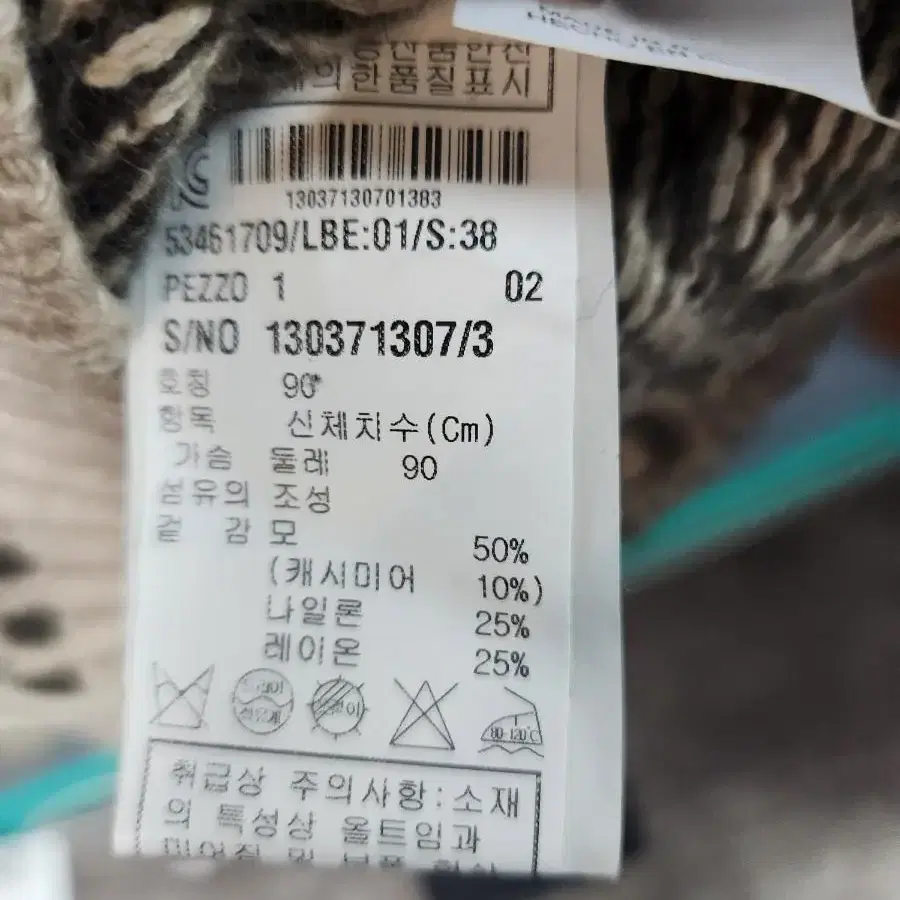 HECHO EN
한품질표시
13037130701383
53461709/LBE:01/S:38
PEZZO 1 02
S/NO 130371307/3
호칭 90
항목 신체치수(Cm)
가슴 둘레 90
섬유의 조성
겉 감 모 50%
(캐시미어 10%)
나일론 25%
레이온 25%
80-120℃
취급상 주의사항:소재
의 특성상 올트임과